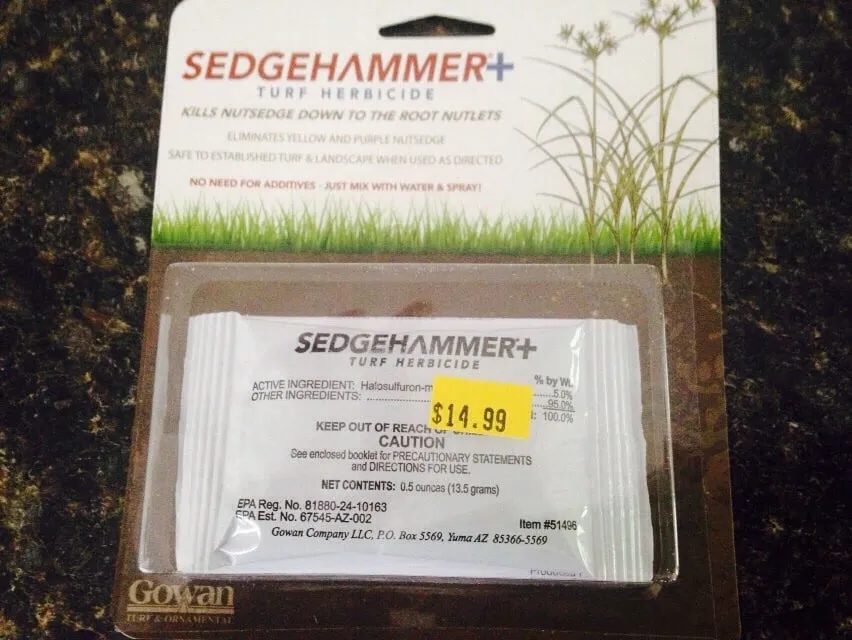 SEDGEHAMMER+
TURF HERBICIDE
KILLS NUTSEDGE DOWN TO THE ROOT NUTLETS
ELIMINATES YELLOW AND PURPLE NUTSEDGE
SAFE TO ESTABLISHED TURF & LANDSCAPE WHEN USED AS DIRECTED
NO NEED FOR ADDITIVES - JUST MIX WITH WATER & SPRAY!
SEDGEHAMMER+
TURF HERBICIDE
% by W
ACTIVE INGREDIENT: Halosulfuron-m 5.0%
OTHER INGREDIENTS: 95.0%
: 100.0%
$14.99
KEEP OUT OF REACH
CAUTION
See enclosed booklet for PRECAUTIONARY STATEMENTS
and DIRECTIONS FOR USE.
NET CONTENTS: 0.5 ounces (13.5 grams)
EPA Reg. No. 81880-24-10163
EPA Est. No. 67545-AZ-002 Item #51496
Gowan Company LLC, P.O. Box 5569, Yuma AZ 85366-5569
Gowan
TURF & ORNAMENTAL